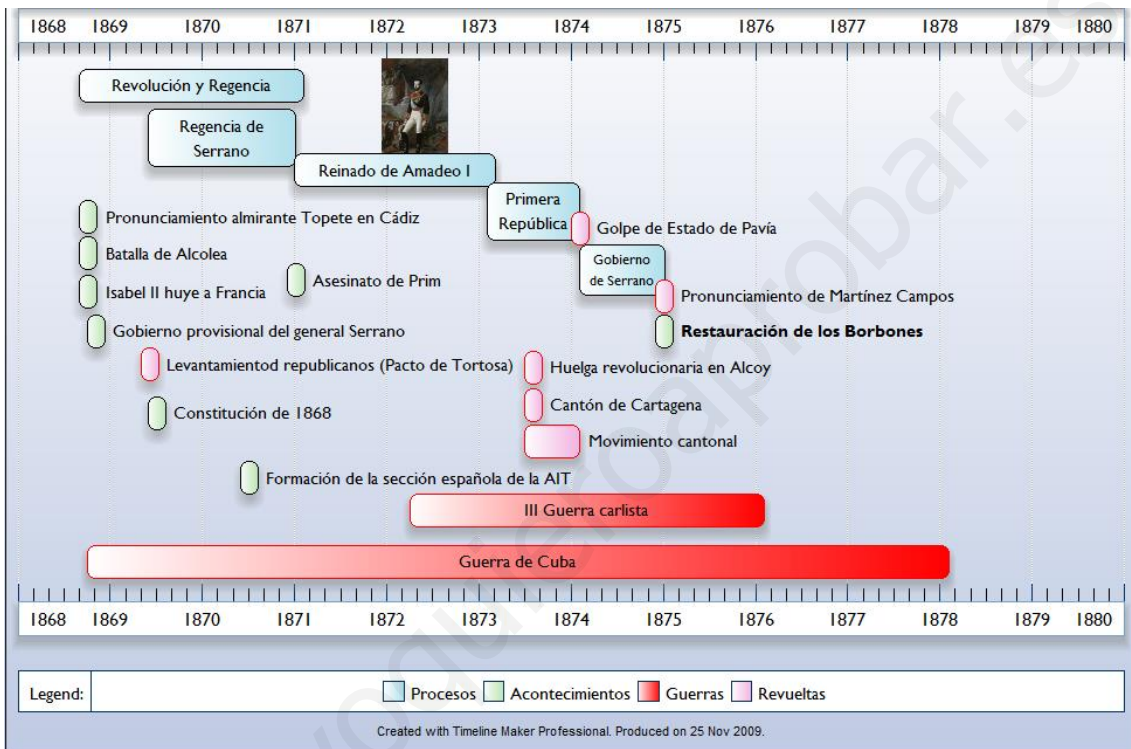 1868 1869 1870 1871 1872 1873 1874 1875 1876 1877 1878 1879 1880
Revolución y Regencia
Regencia de
Serrano
Reinado de Amadeo I
Primera
República
Pronunciamiento almirante Topete en Cádiz
Golpe de Estado de Pavía
Batalla de Alcolea
Gobierno
de Serrano
Asesinato de Prim
Isabel II huye a Francia
Pronunciamiento de Martínez Campos
Gobierno provisional del general Serrano
Restauración de los Borbones
Levantamientod republicanos (Pacto de Tortosa)
Huelga revolucionaria en Alcoy
Constitución de 1868
Cantón de Cartagena
Movimiento cantonal
Formación de la sección española de la AIT
III Guerra carlista
Guerra de Cuba
1868 1869 1870 1871 1872 1873 1874 1875 1876 1877 1878 1879 1880
Legend: Procesos Acontecimientos Guerras Revueltas
Created with Timeline Maker Professional. Produced on 25 Nov 2009.
yoquieroaprobar.es